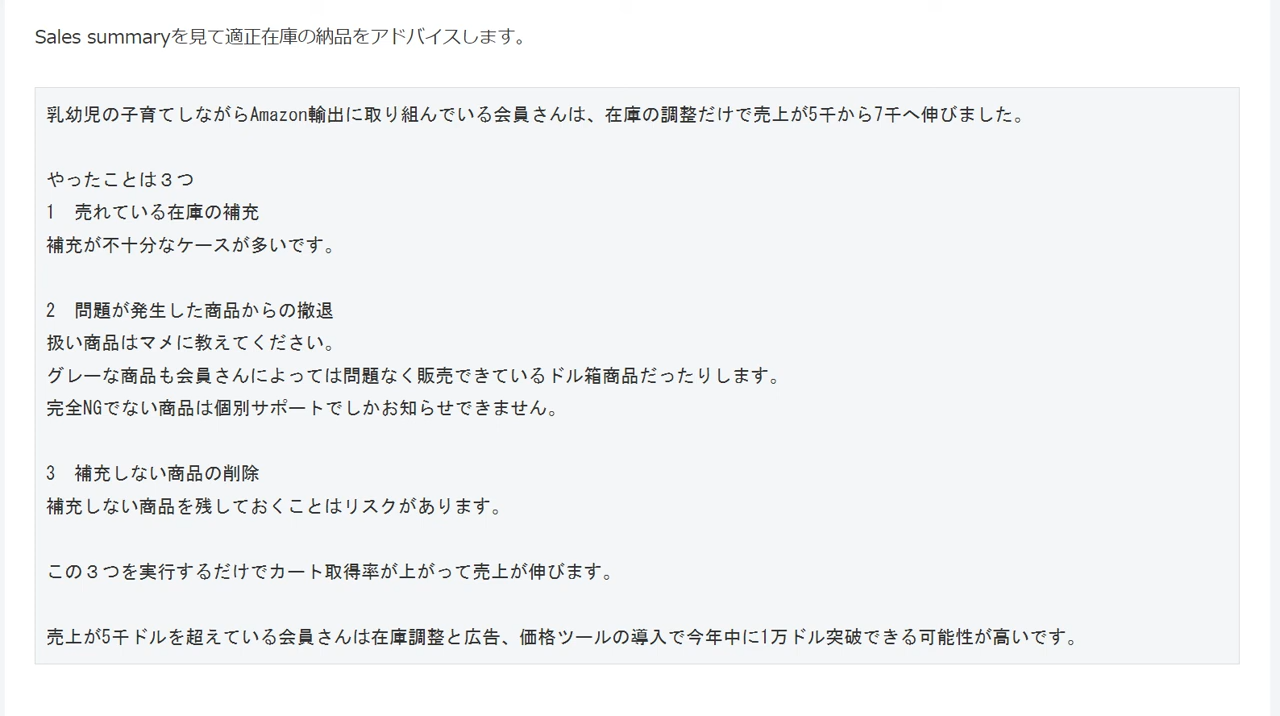 Sales summaryを見て適正在庫の納品をアドバイスします。
乳幼児の子育てしながらAmazon輸出に取り組んでいる会員さんは、在庫の調整だけで売上が5千から7千へ伸びました。
やったことは３つ
1　売れている在庫の補充
補充が不十分なケースが多いです。
2　問題が発生した商品からの撤退
扱い商品はマメに教えてください。
グレーな商品も会員さんによっては問題なく販売できているドル箱商品だったりします。
完全NGでない商品は個別サポートでしかお知らせできません。
3　補充しない商品の削除
補充しない商品を残しておくことはリスクがあります。
この３つを実行するだけでカート取得率が上がって売上が伸びます。
売上が5千ドルを超えている会員さんは在庫調整と広告、価格ツールの導入で今年中に1万ドル突破できる可能性が高いです。